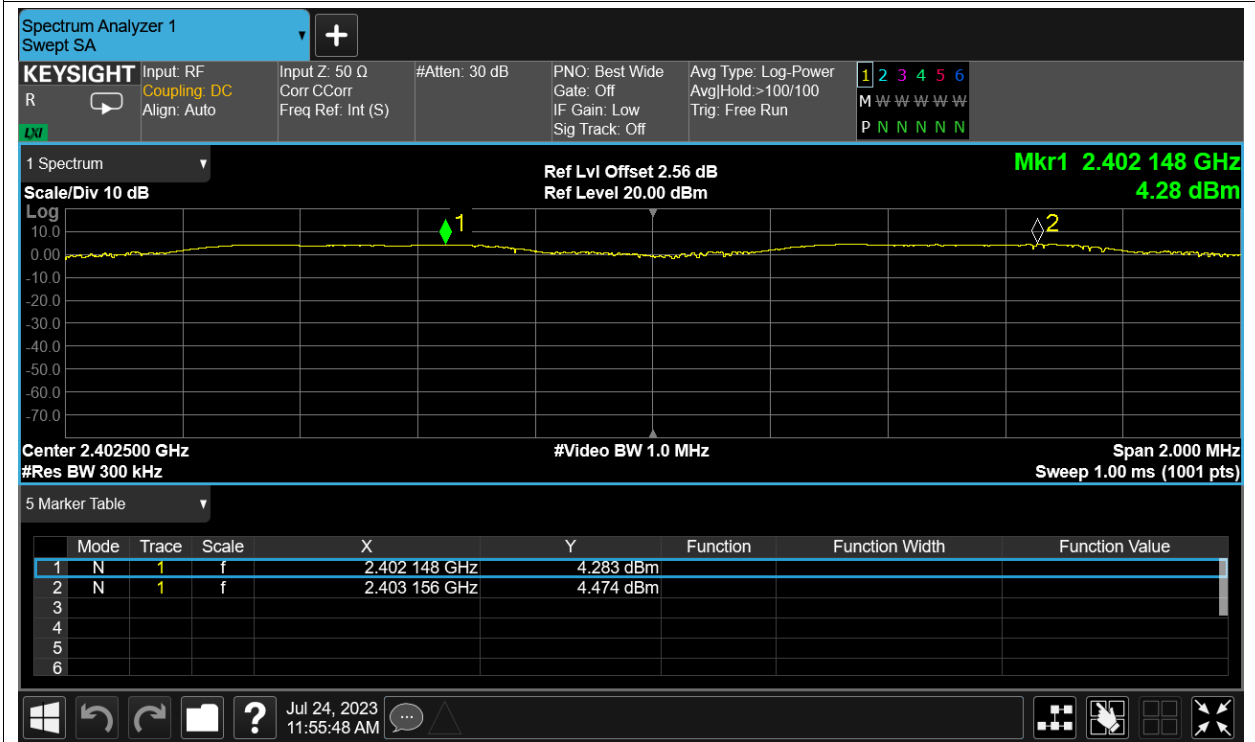 Spectrum Analyzer 1
Swept SA
+
KEYSIGHT Input: RF Input Z: 50 Ω #Atten: 30 dB PNO: Best Wide Avg Type: Log-Power 1 2 3 4 5 6
R Coupling: DC Corr CCorr Gate: Off Avg|Hold:>100/100 M W W W W W
Align: Auto Freq Ref: Int (S) IF Gain: Low Trig: Free Run
LXI Sig Track: Off P N N N N N
1 Spectrum Ref Lvl Offset 2.56 dB Mkr1 2.402 148 GHz
Scale/Div 10 dB Ref Level 20.00 dBm 4.28 dBm
Log
1 2
10.0
0.00
-10.0
-20.0
-30.0
-40.0
-50.0
-60.0
-70.0
Center 2.402500 GHz #Video BW 1.0 MHz Span 2.000 MHz
#Res BW 300 kHz Sweep 1.00 ms (1001 pts)
5 Marker Table
Mode Trace Scale X Y Function Function Width Function Value
1 N 1 f 2.402 148 GHz 4.283 dBm
2 N 1 f 2.403 156 GHz 4.474 dBm
3
4
5
6
? Jul 24, 2023
11:55:48 AM